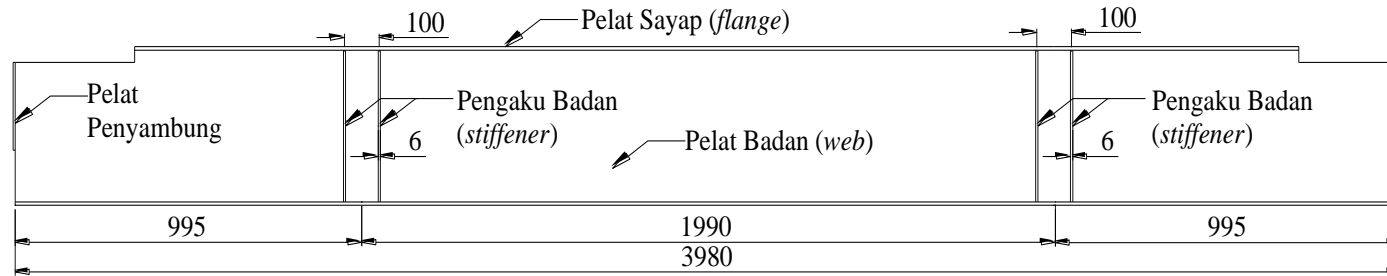 100
Pelat Sayap (flange)
100
Pelat
Penyambung
Pengaku Badan
(stiffener)
6
Pelat Badan (web)
Pengaku Badan
(stiffener)
6
995
1990
995
3980